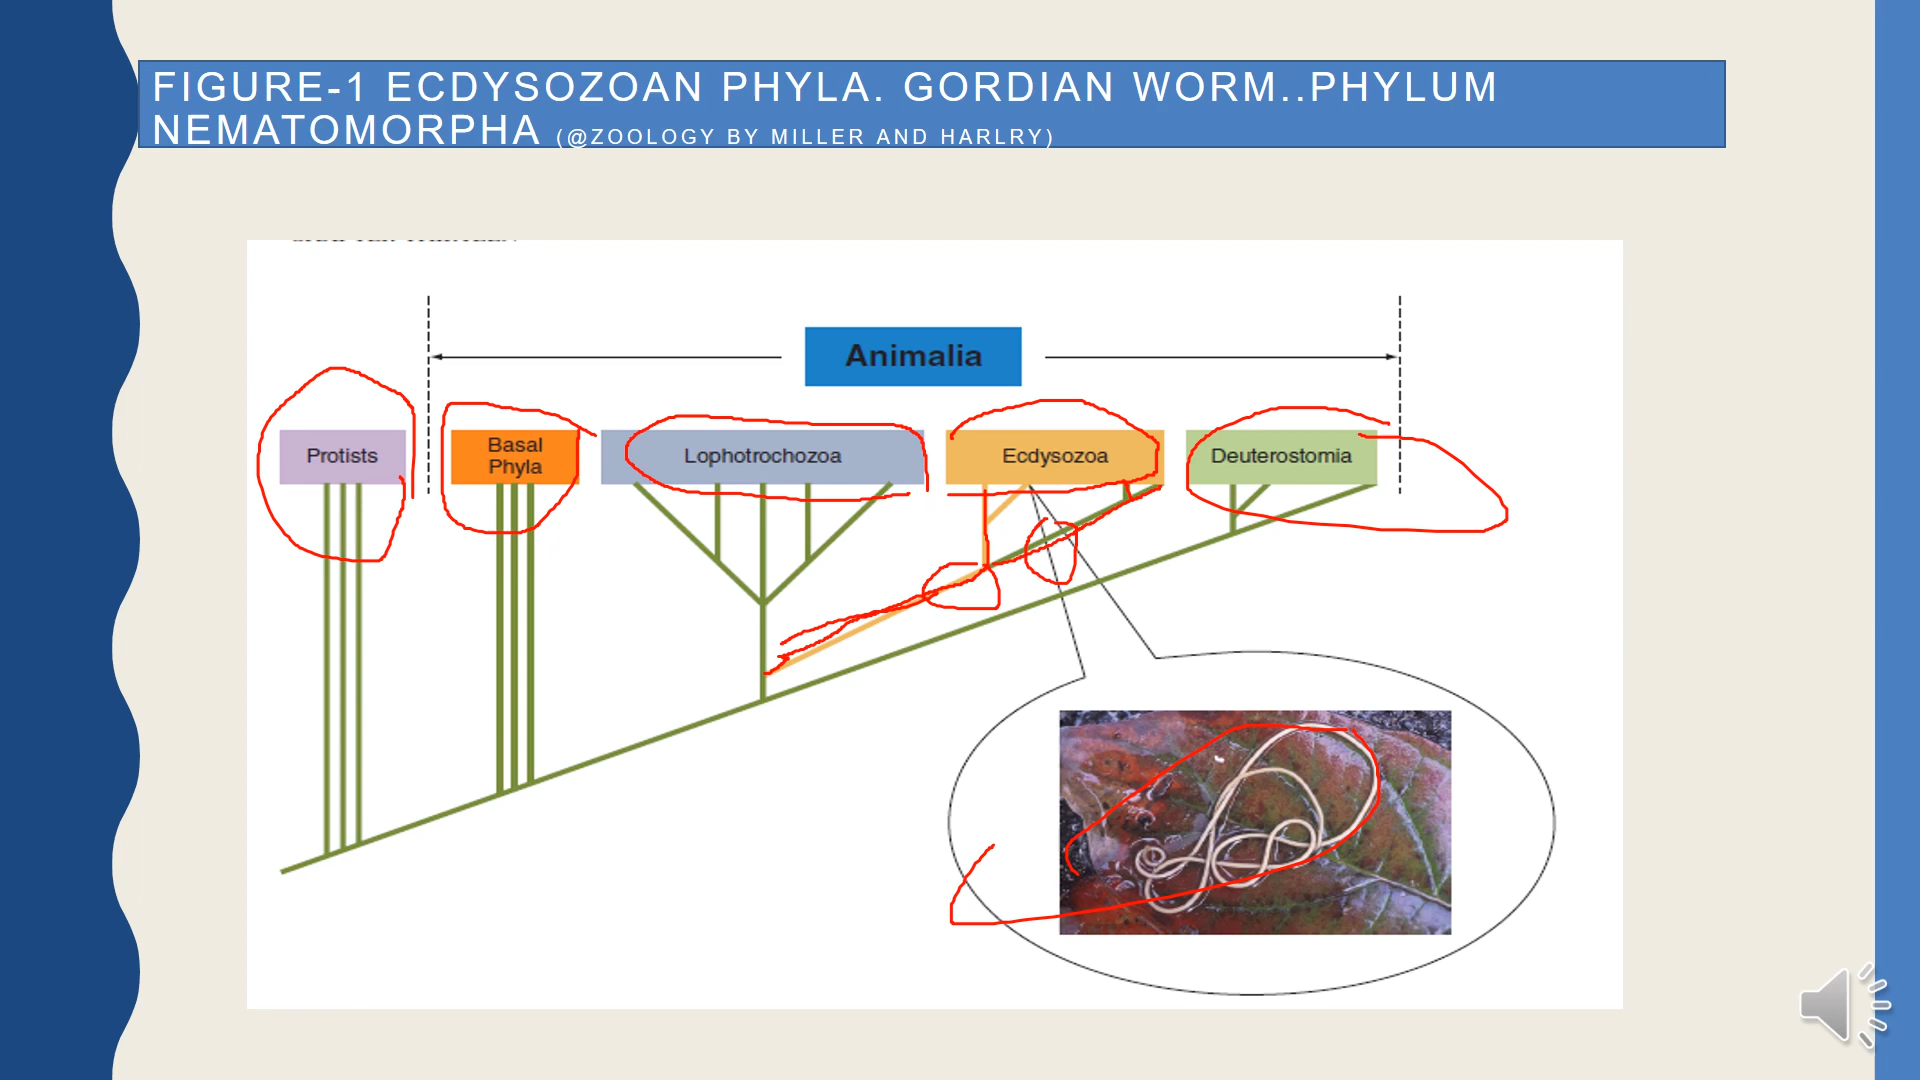 FIGURE-1 ECDYSOZOAN PHYLA. GORDIAN WORM..PHYLUM
NEMATOMORPHA (@ZOOLOGY BY MILLER AND HARLRY)
Animalia
Protists
Basal
Phyla
Lophotrochozoa
Ecdysozoa
Deuterostomia